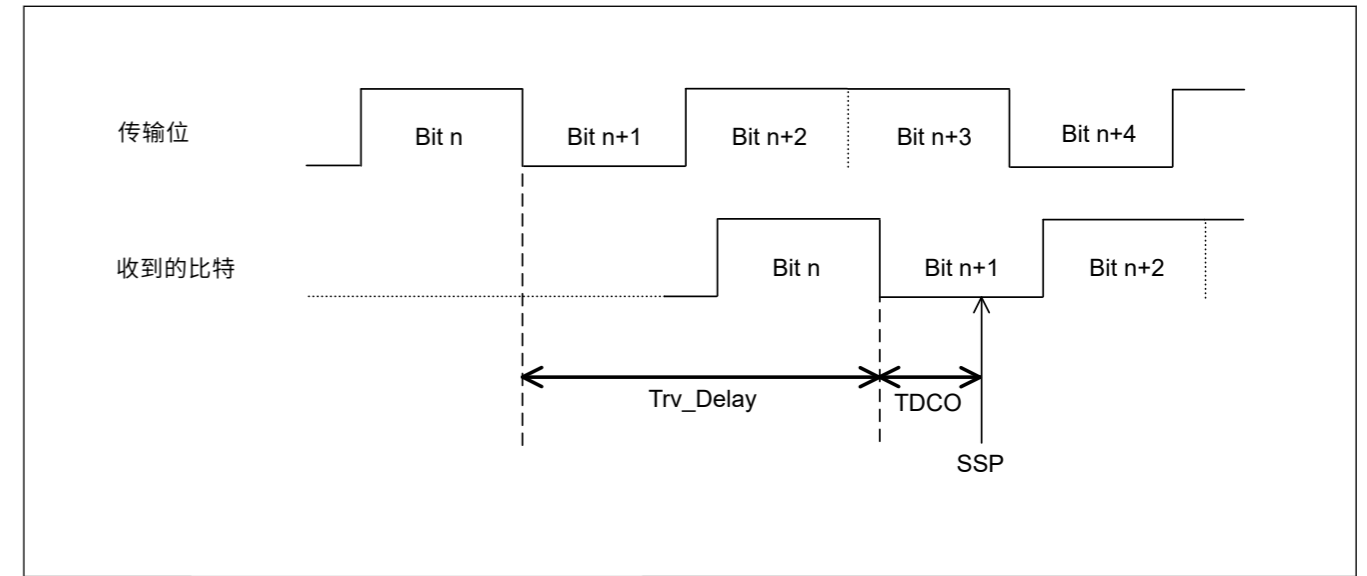 传输位
Bit n
Bit n+1
Bit n+2
Bit n+3
Bit n+4
收到的比特
Bit n
Bit n+1
Bit n+2
Trv_Delay
TDCO
SSP